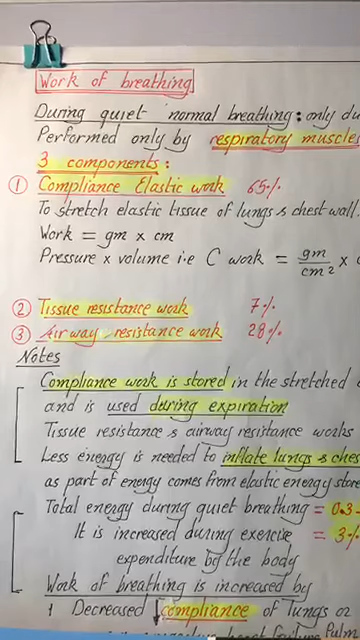 Work of breathing
During quiet normal breathing: only du
Performed only by respiratory muscles
3 components:
① Compliance Elastic work 65%
To stretch elastic tissue of lungs & chest wall.
Work = gm x cm
Pressure x volume i.e C work = gm/cm² x c
② Tissue resistance work 7%
③ Airway resistance work 28%
Notes
Compliance work is stored in the stretched
and is used during expiration
Tissue resistance & airway resistance works
Less energy is needed to inflate lungs & ches
as part of energy comes from elastic energy store
Total energy during quiet breathing = 0.3-
It is increased during exercise = 3%
expenditure by the body
Work of breathing is increased by
1 Decreased compliance of lungs or